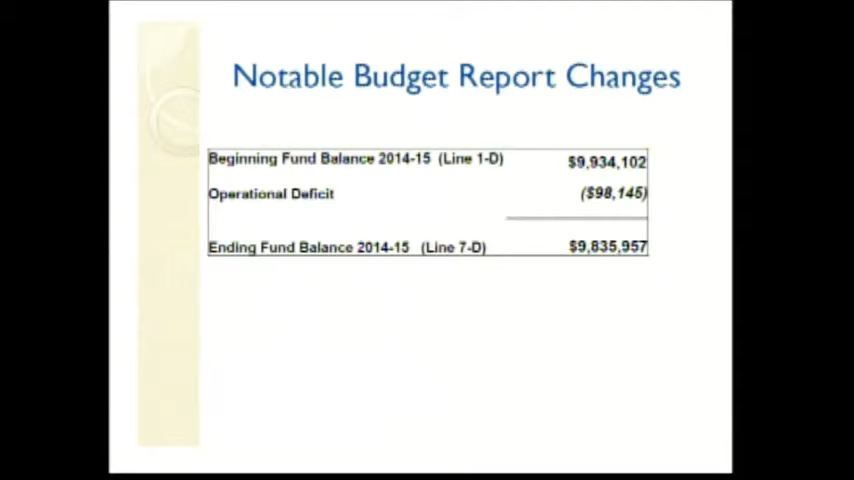 Notable Budget Report Changes
Beginning Fund Balance 2014-15 (Line 1-D) $9,934,102
Operational Deficit ($98,145)
Ending Fund Balance 2014-15 (Line 7-D) $9,835,957